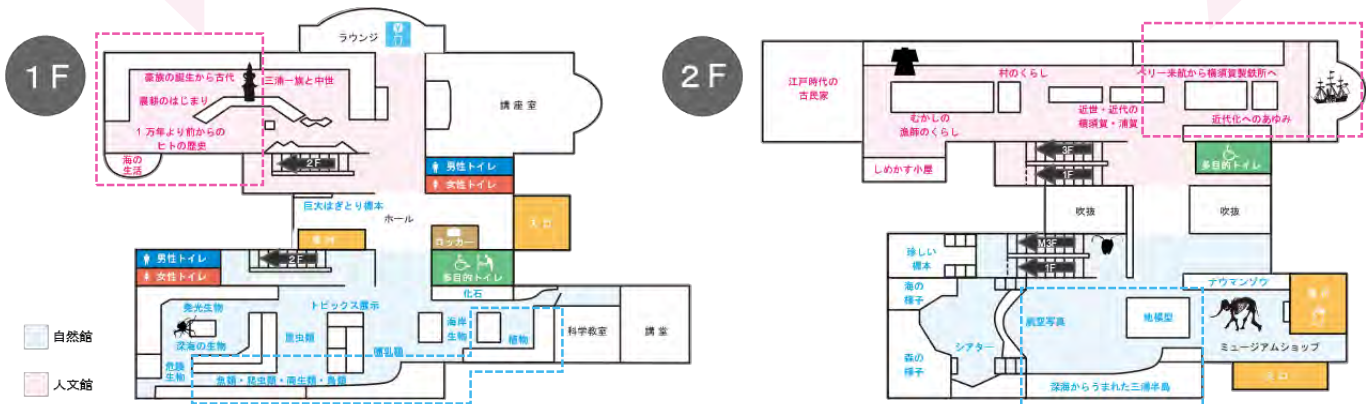 1F
ラウンジ
豪族の誕生から古代
三浦一族と中世
農耕のはじまり
講座室
1万年より前からの
ヒトの歴史
海の
生活
2F
男性トイレ
女性トイレ
巨大はぎとり標本
ホール
入口
ロッカー
男性トイレ
女性トイレ
2F
多目的トイレ
化石
発光生物
トピックス展示
深海の生物
昆虫類
海岸
生物
植物
科学教室
講堂
哺乳類
危険
生物
魚類・爬虫類・両生類・鳥類
自然館
人文館
2F
江戸時代の
古民家
村のくらし
ペリー来航から横須賀製鉄所へ
むかしの
漁師のくらし
近世・近代の
横須賀・浦賀
近代化へのあゆみ
しめかす小屋
3F
1F
多目的トイレ
吹抜
吹抜
珍しい
標本
M3F
1F
海の
様子
ナウマンゾウ
航空写真
地模型
シアター
ミュージアムショップ
森の
様子
深海からうまれた三浦半島